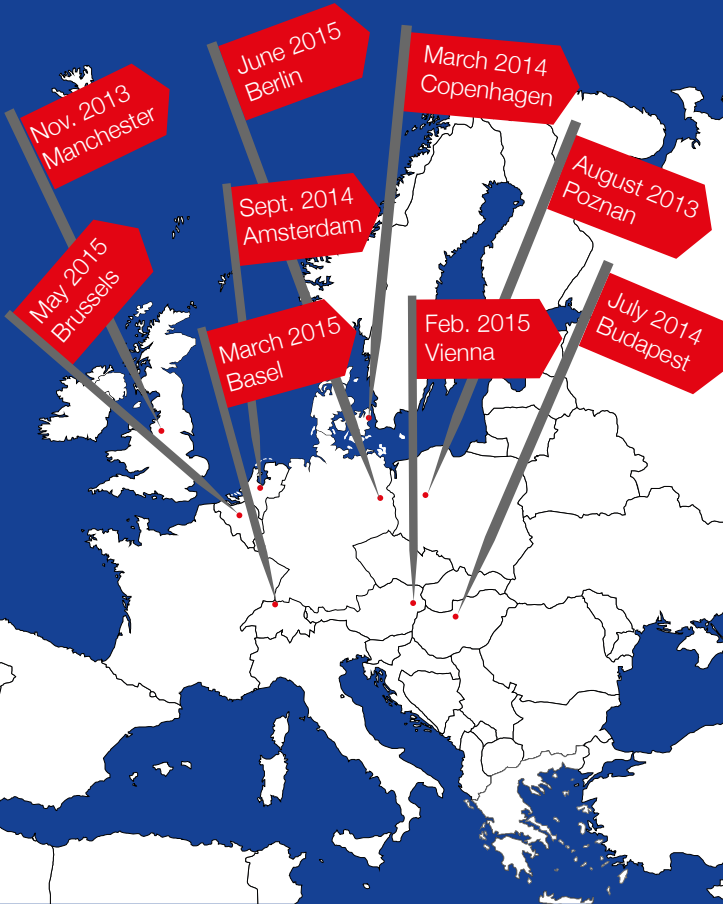 June 2015
Berlin
March 2014
Copenhagen
Nov. 2013
Manchester
August 2013
Poznan
Sept. 2014
Amsterdam
May 2015
Brussels
July 2014
Budapest
March 2015
Basel
Feb. 2015
Vienna